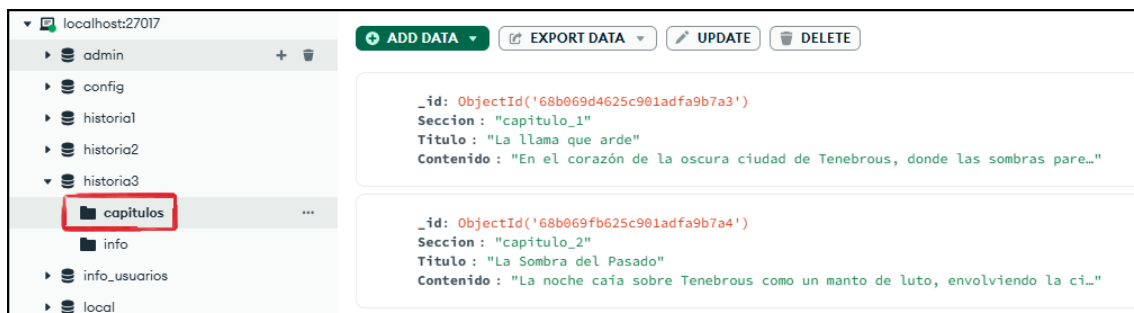 localhost:27017
admin
config
historia1
historia2
historia3
capitulos
info
info_usuarios
local
ADD DATA
EXPORT DATA
UPDATE
DELETE
_id: ObjectId('68b069d4625c901adfa9b7a3')
Seccion : "capitulo_1"
Titulo : "La llama que arde"
Contenido : "En el corazón de la oscura ciudad de Tenebrous, donde las sombras pare…"
_id: ObjectId('68b069fb625c901adfa9b7a4')
Seccion : "capitulo_2"
Titulo : "La Sombra del Pasado"
Contenido : "La noche caía sobre Tenebrous como un manto de luto, envolviendo la ci…"